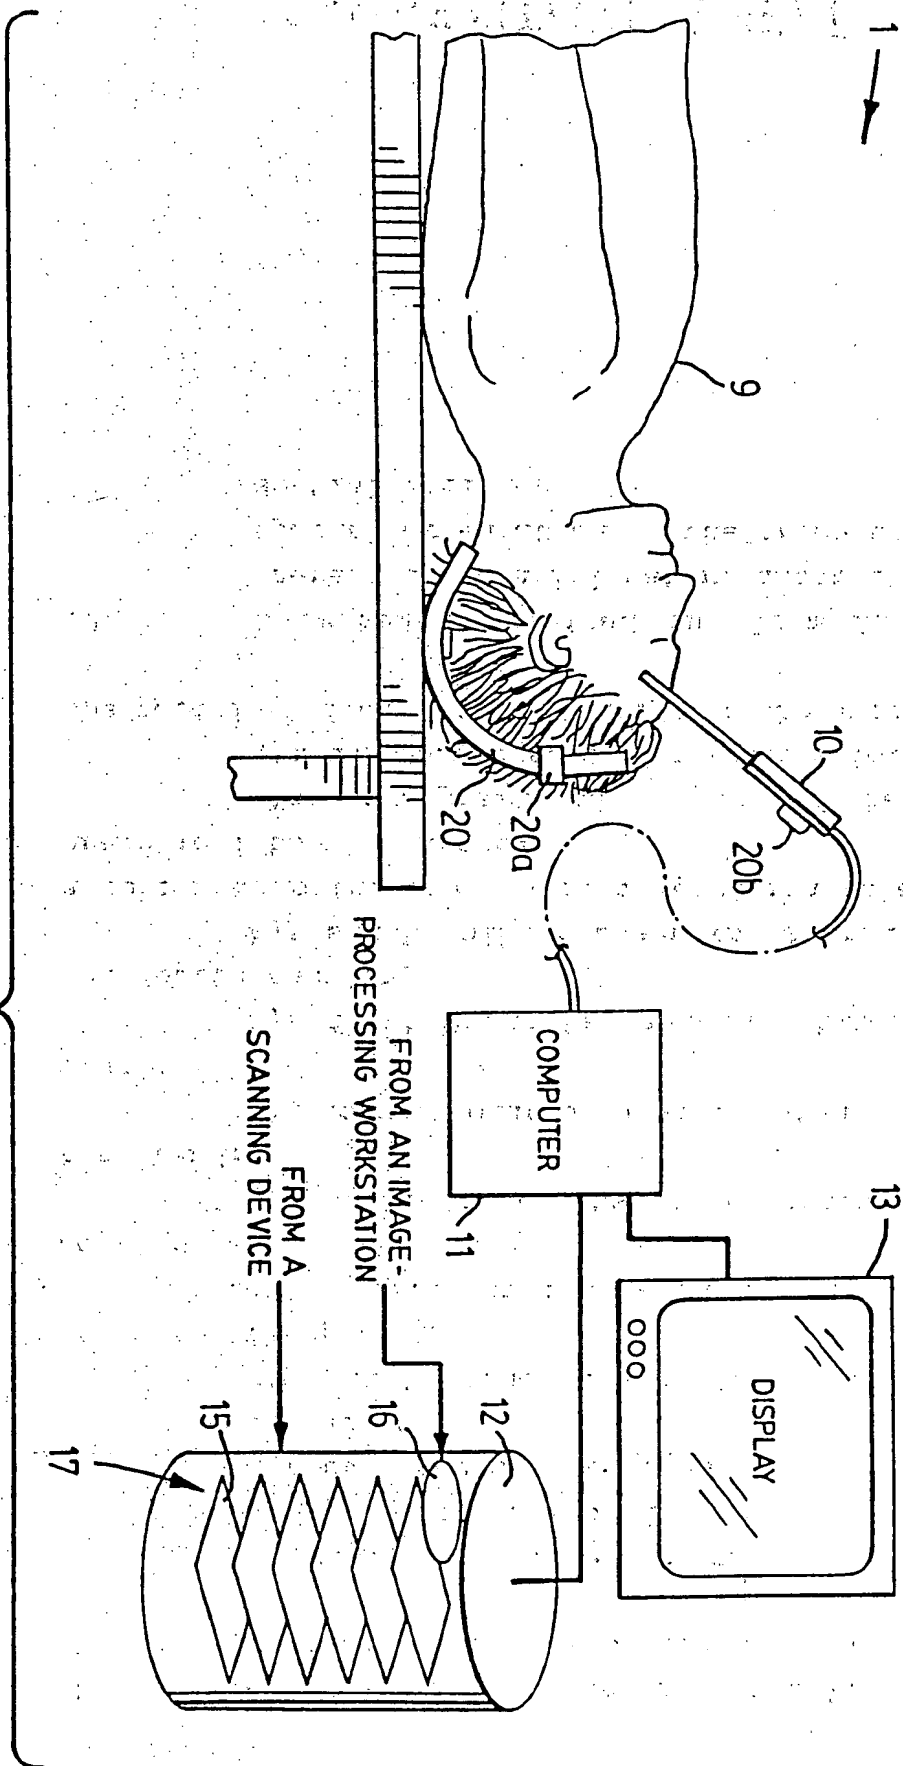 1
9
10
20b
20a
20
COMPUTER
11
13
DISPLAY
12
16
15
17
FROM AN IMAGE-
PROCESSING WORKSTATION
FROM A
SCANNING DEVICE